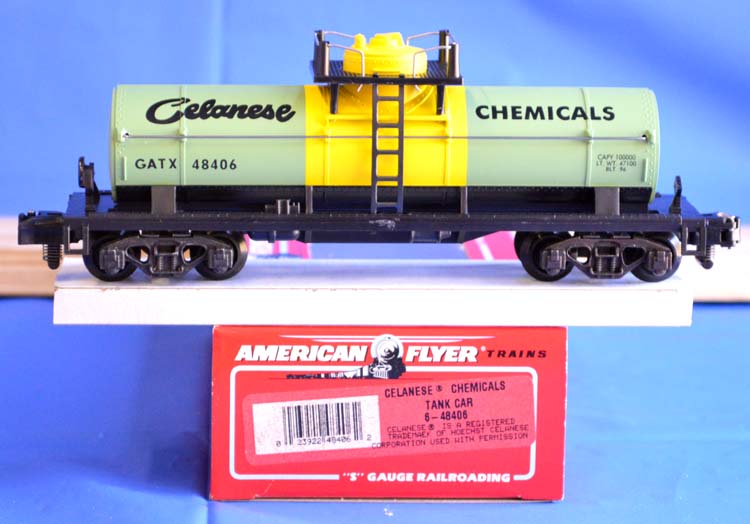 Celanese CHEMICALS
GATX 48406
CAPY 100000
LT. WT. 47100
BLT. 96
AMERICAN FLYER TRAINS
CELANESE® CHEMICALS
TANK CAR
6-48406
CELANESE® IS A REGISTERED
TRADEMAEK OF HOECHST CELANESE
CORPORATION USED WITH PERMISSION
0 23922 48406 2
"S" GAUGE RAILROADING